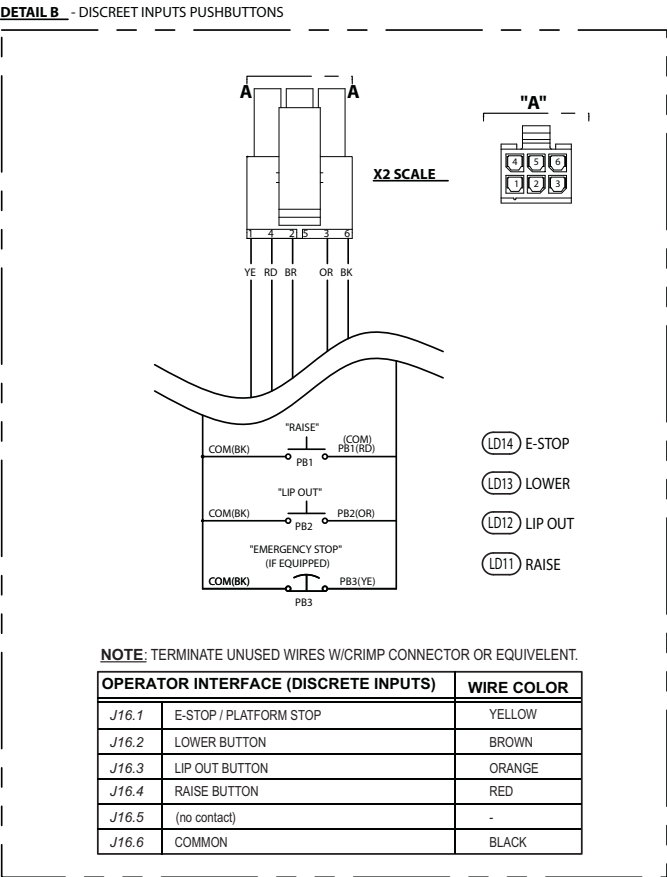 DETAIL B - DISCREET INPUTS PUSHBUTTONS
A A
"A"
X2 SCALE
4 5 6
1 2 3
1 4 2 5 3 6
YE RD BR OR BK
"RAISE"
COM(BK)
(COM)
PB1(RD)
PB1
"LIP OUT"
COM(BK)
PB2(OR)
PB2
"EMERGENCY STOP"
(IF EQUIPPED)
COM(BK)
PB3(YE)
PB3
LD14 E-STOP
LD13 LOWER
LD12 LIP OUT
LD11 RAISE
NOTE: TERMINATE UNUSED WIRES W/CRIMP CONNECTOR OR EQUIVELENT.
OPERATOR INTERFACE (DISCRETE INPUTS) WIRE COLOR
J16.1 E-STOP / PLATFORM STOP YELLOW
J16.2 LOWER BUTTON BROWN
J16.3 LIP OUT BUTTON ORANGE
J16.4 RAISE BUTTON RED
J16.5 (no contact) -
J16.6 COMMON BLACK